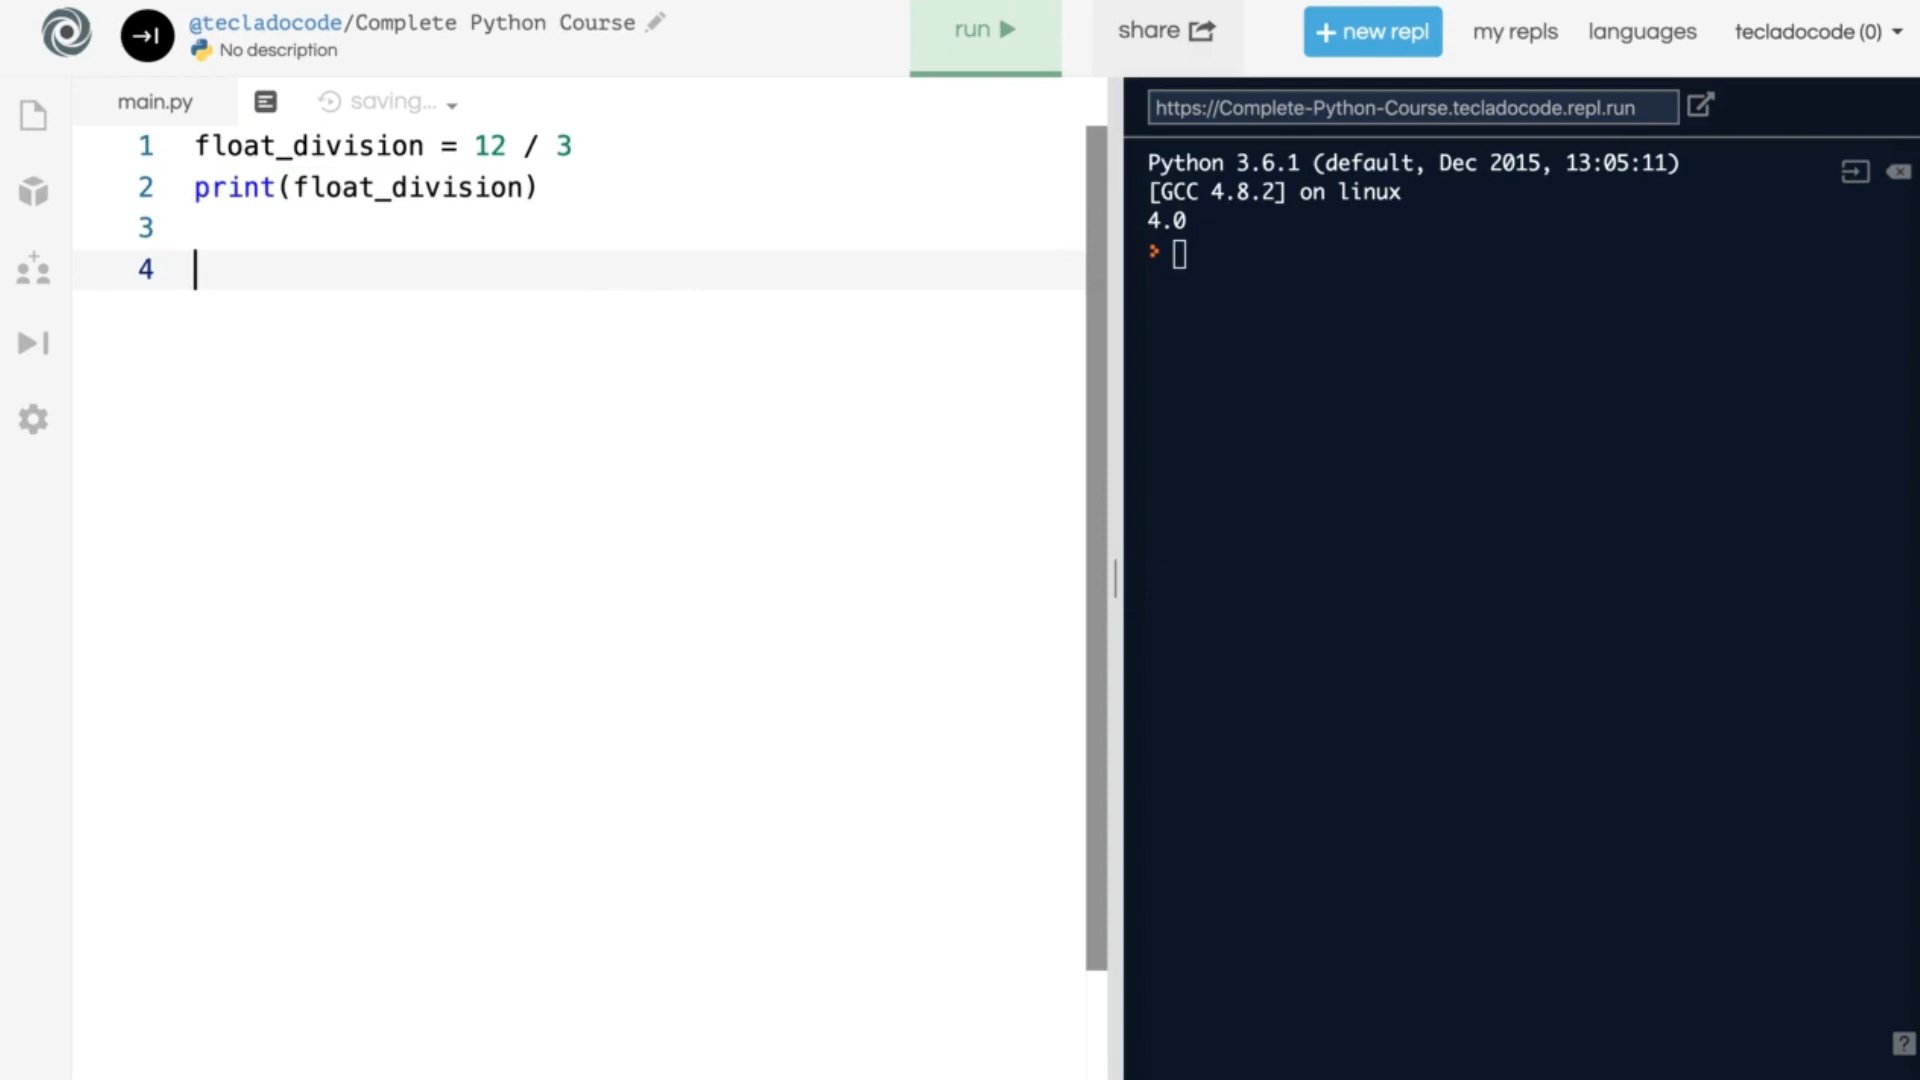 @tecladocode/Complete Python Course
No description
run
share
+ new repl
my repls
languages
tecladocode (0)
main.py
saving...
1 float_division = 12 / 3
2 print(float_division)
3
4
https://Complete-Python-Course.tecladocode.repl.run
Python 3.6.1 (default, Dec 2015, 13:05:11)
[GCC 4.8.2] on linux
4.0
?